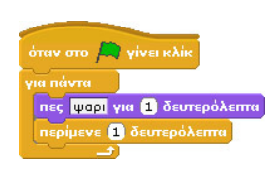 όταν στο γίνει κλικ
για πάντα
πες ψαρι για 1 δευτερόλεπτα
περίμενε 1 δευτερόλεπτα